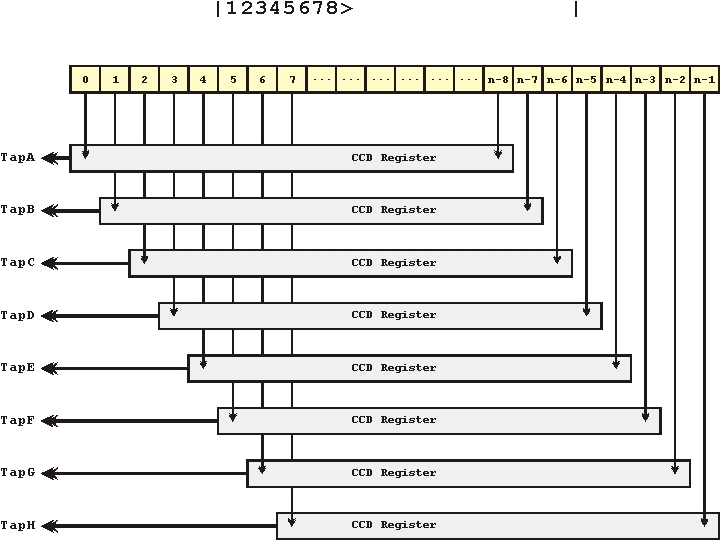 |12345678> |
0 1 2 3 4 5 6 7 ... ... ... ... ... ... n-8 n-7 n-6 n-5 n-4 n-3 n-2 n-1
TapA CCD Register
TapB CCD Register
TapC CCD Register
TapD CCD Register
TapE CCD Register
TapF CCD Register
TapG CCD Register
TapH CCD Register